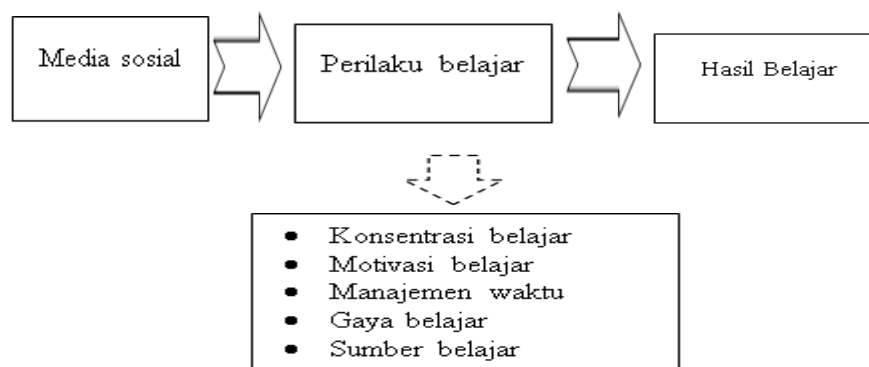 Media sosial
Perilaku belajar
Hasil Belajar
• Konsentrasi belajar
• Motivasi belajar
• Manajemen waktu
• Gaya belajar
• Sumber belajar